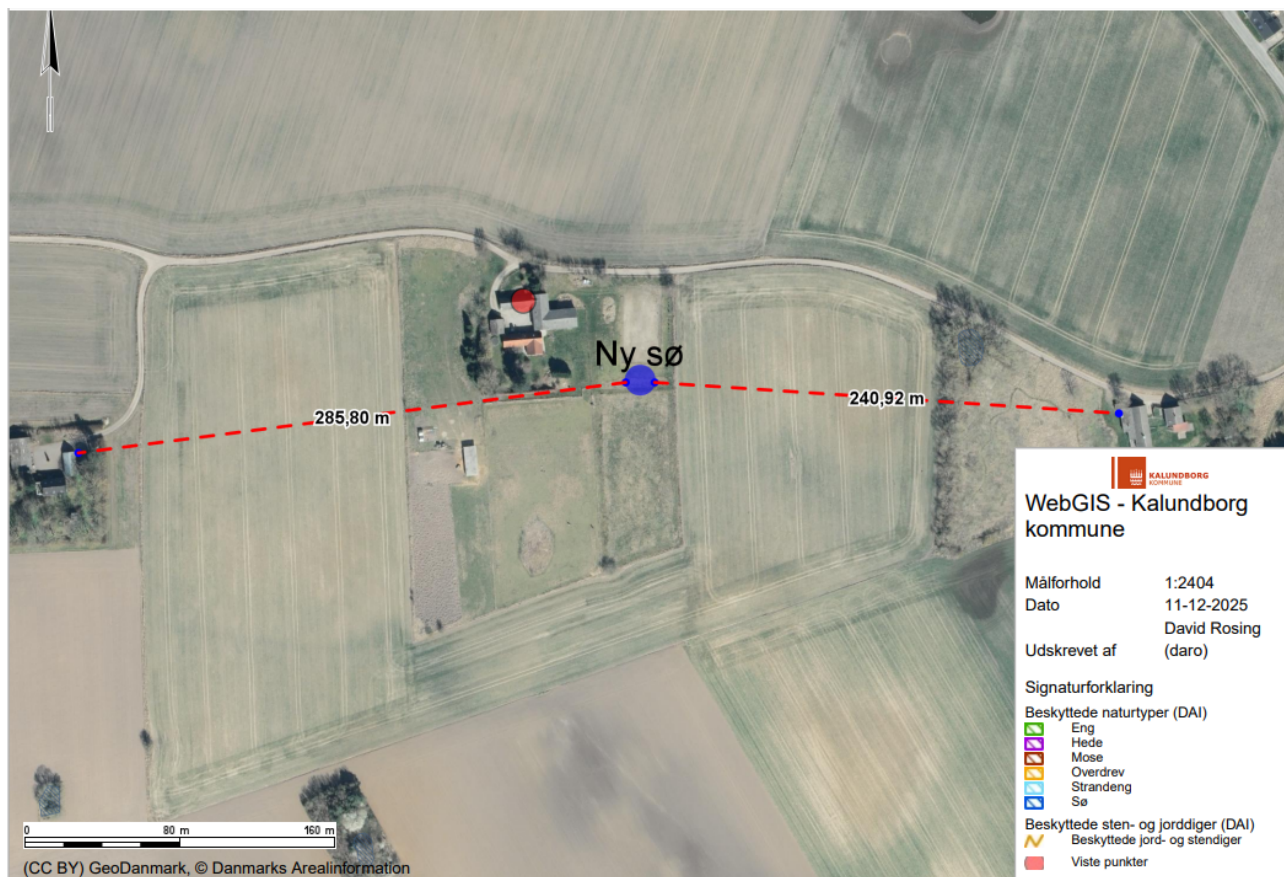 Ny sø
285,80 m
240,92 m
KALUNDBORG
KOMMUNE
WebGIS - Kalundborg
kommune
Målforhold 1:2404
Dato 11-12-2025
David Rosing
Udskrevet af (daro)
Signaturforklaring
Beskyttede naturtyper (DAI)
Eng
Hede
Mose
Overdrev
Strandeng
Sø
Beskyttede sten- og jorddiger (DAI)
Beskyttede jord- og stendiger
Viste punkter
0 80 m 160 m
(CC BY) GeoDanmark, © Danmarks Arealinformation